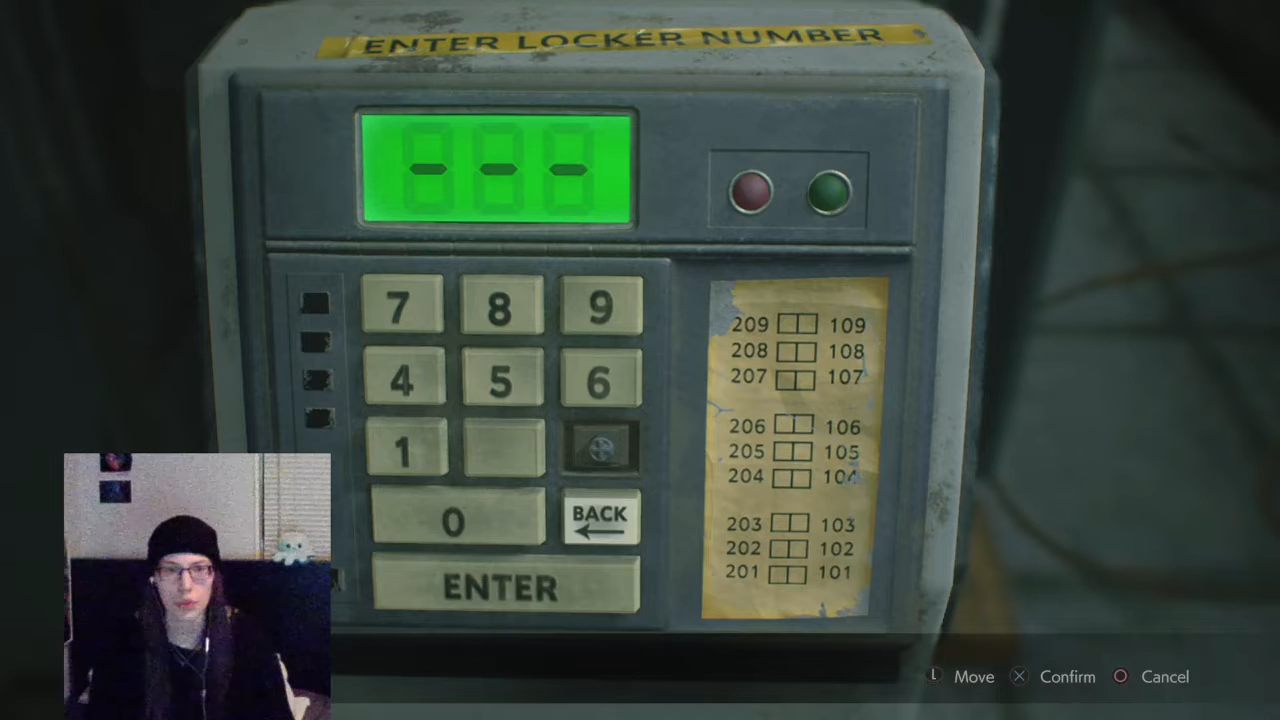 ENTER LOCKER NUMBER
7 8 9
4 5 6
1
0 BACK
ENTER
209 109
208 108
207 107
206 106
205 105
204 104
203 103
202 102
201 101
L Move Confirm Cancel